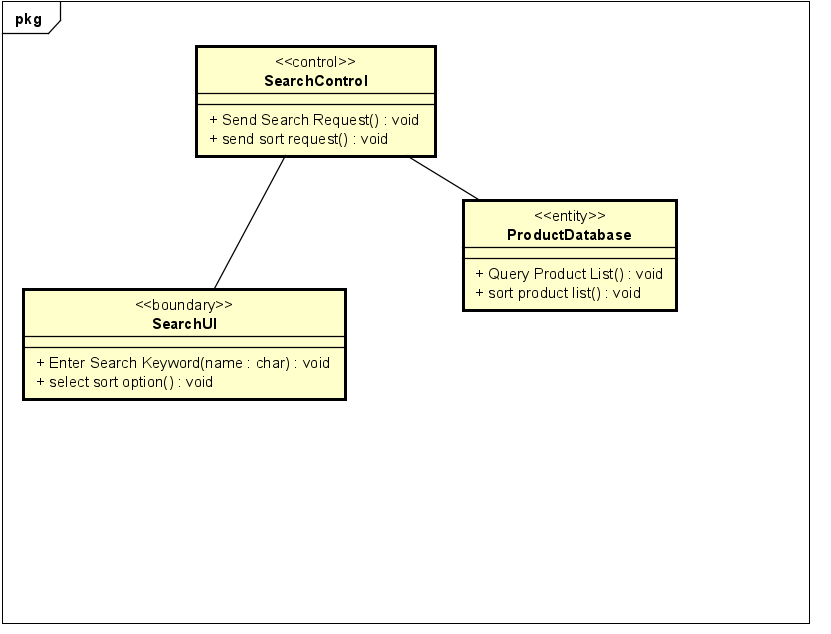 pkg
<<control>>
SearchControl
+ Send Search Request() : void
+ send sort request() : void
<<entity>>
ProductDatabase
+ Query Product List() : void
+ sort product list() : void
<<boundary>>
SearchUI
+ Enter Search Keyword(name : char) : void
+ select sort option() : void